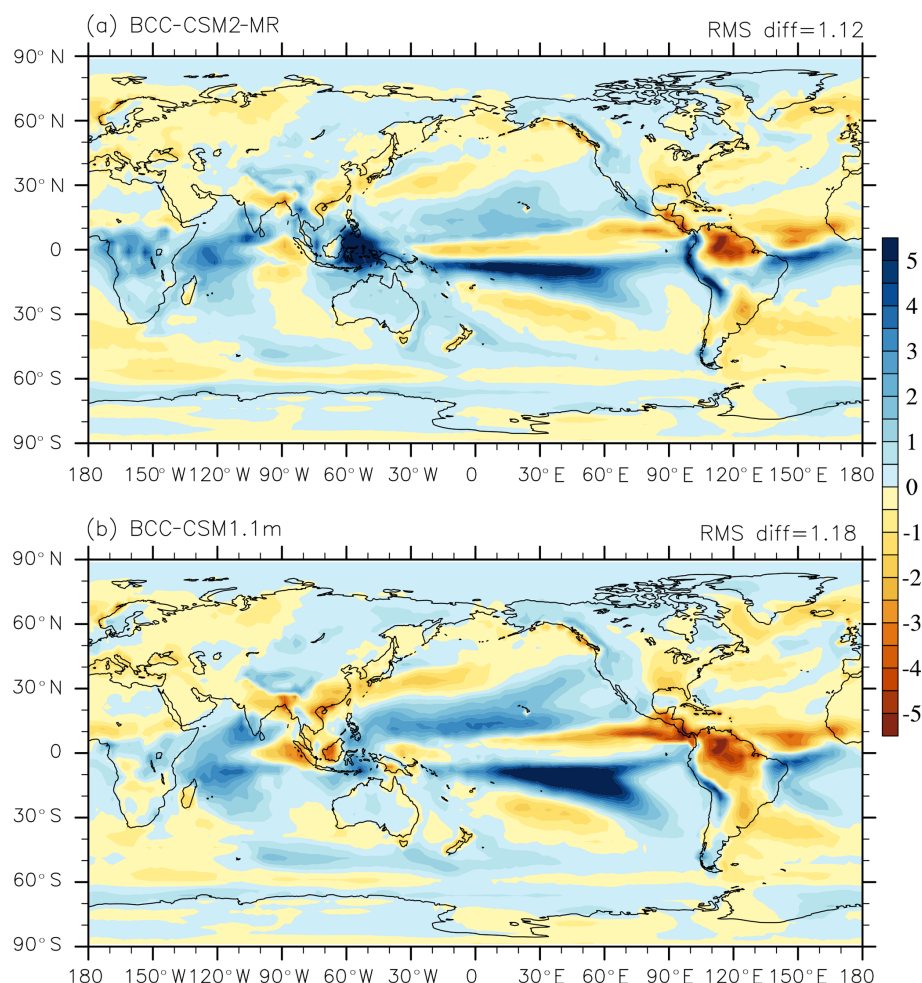 (a) BCC-CSM2-MR RMS diff=1.12
90° N
60° N
30° N
0
30° S
60° S
90° S
180 150° W 120° W 90° W 60° W 30° W 0 30° E 60° E 90° E 120° E 150° E 180
(b) BCC-CSM1.1m RMS diff=1.18
90° N
60° N
30° N
0
30° S
60° S
90° S
180 150° W 120° W 90° W 60° W 30° W 0 30° E 60° E 90° E 120° E 150° E 180
5
4
3
2
1
0
-1
-2
-3
-4
-5